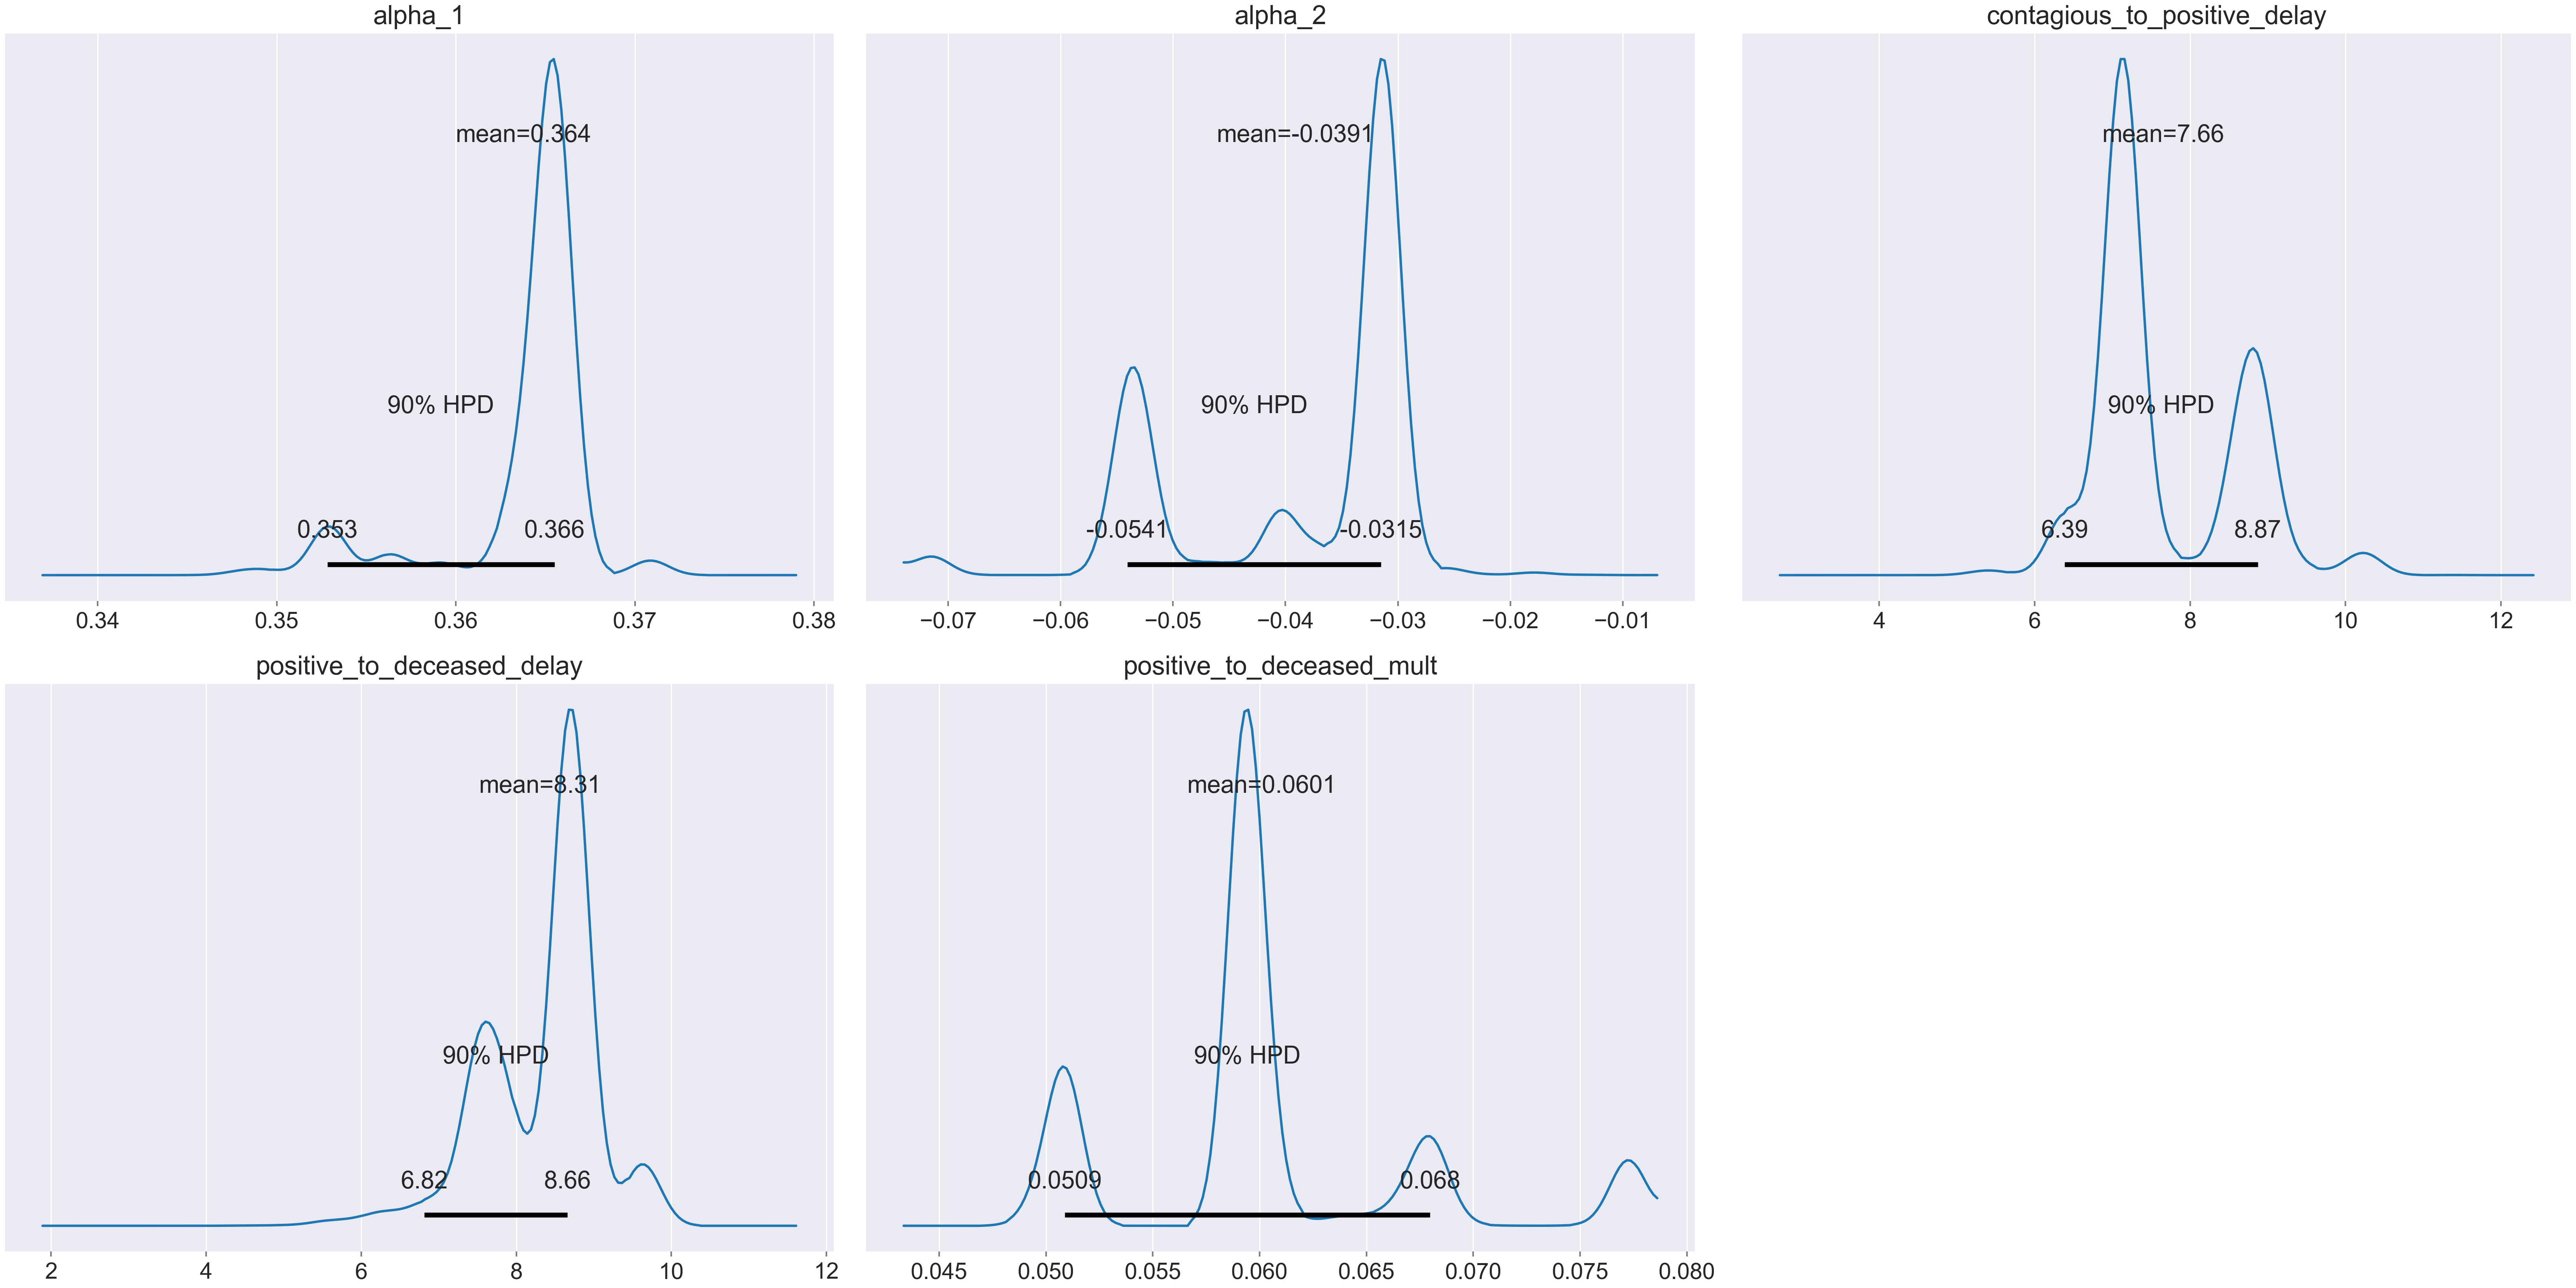 alpha_1
mean=0.364
90% HPD
0.353
0.366
0.34
0.35
0.36
0.37
0.38
alpha_2
mean=-0.0391
90% HPD
-0.0541
-0.0315
−0.07
−0.06
−0.05
−0.04
−0.03
−0.02
−0.01
contagious_to_positive_delay
mean=7.66
90% HPD
6.39
8.87
4
6
8
10
12
positive_to_deceased_delay
mean=8.31
90% HPD
6.82
8.66
2
4
6
8
10
12
positive_to_deceased_mult
mean=0.0601
90% HPD
0.0509
0.068
0.045
0.050
0.055
0.060
0.065
0.070
0.075
0.080